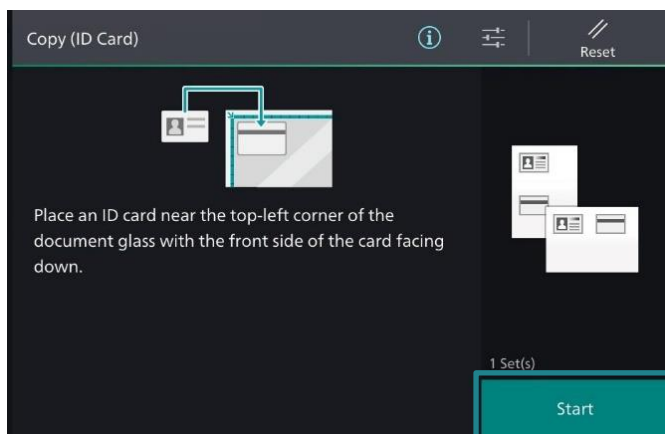 Copy (ID Card)
Reset
Place an ID card near the top-left corner of the
document glass with the front side of the card facing
down.
1 Set(s)
Start